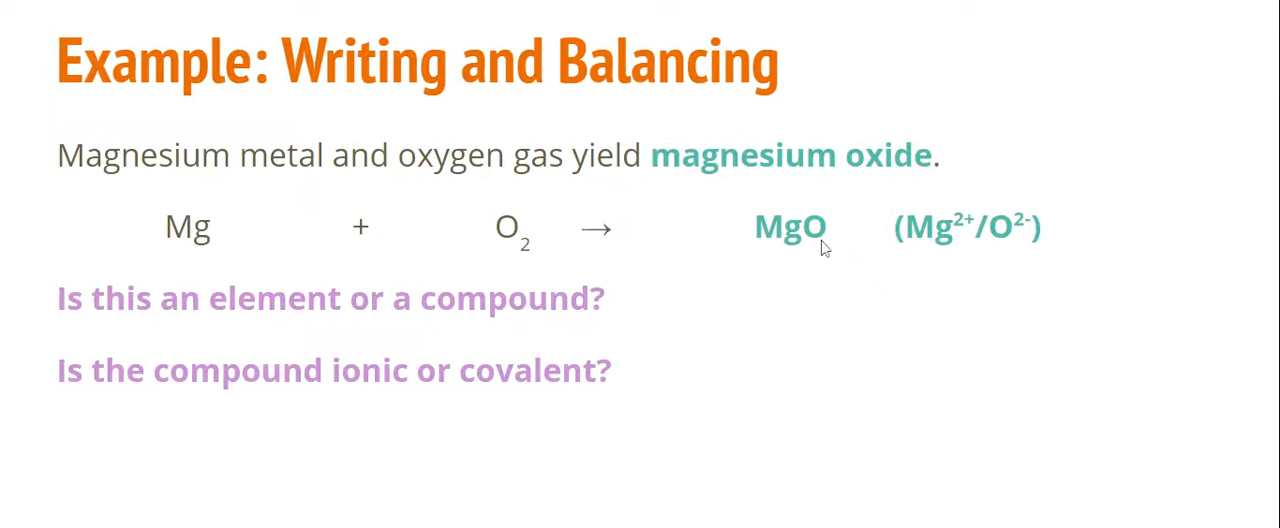 Example: Writing and Balancing
Magnesium metal and oxygen gas yield magnesium oxide.
Mg + O₂ → MgO (Mg²⁺/O²⁻)
Is this an element or a compound?
Is the compound ionic or covalent?